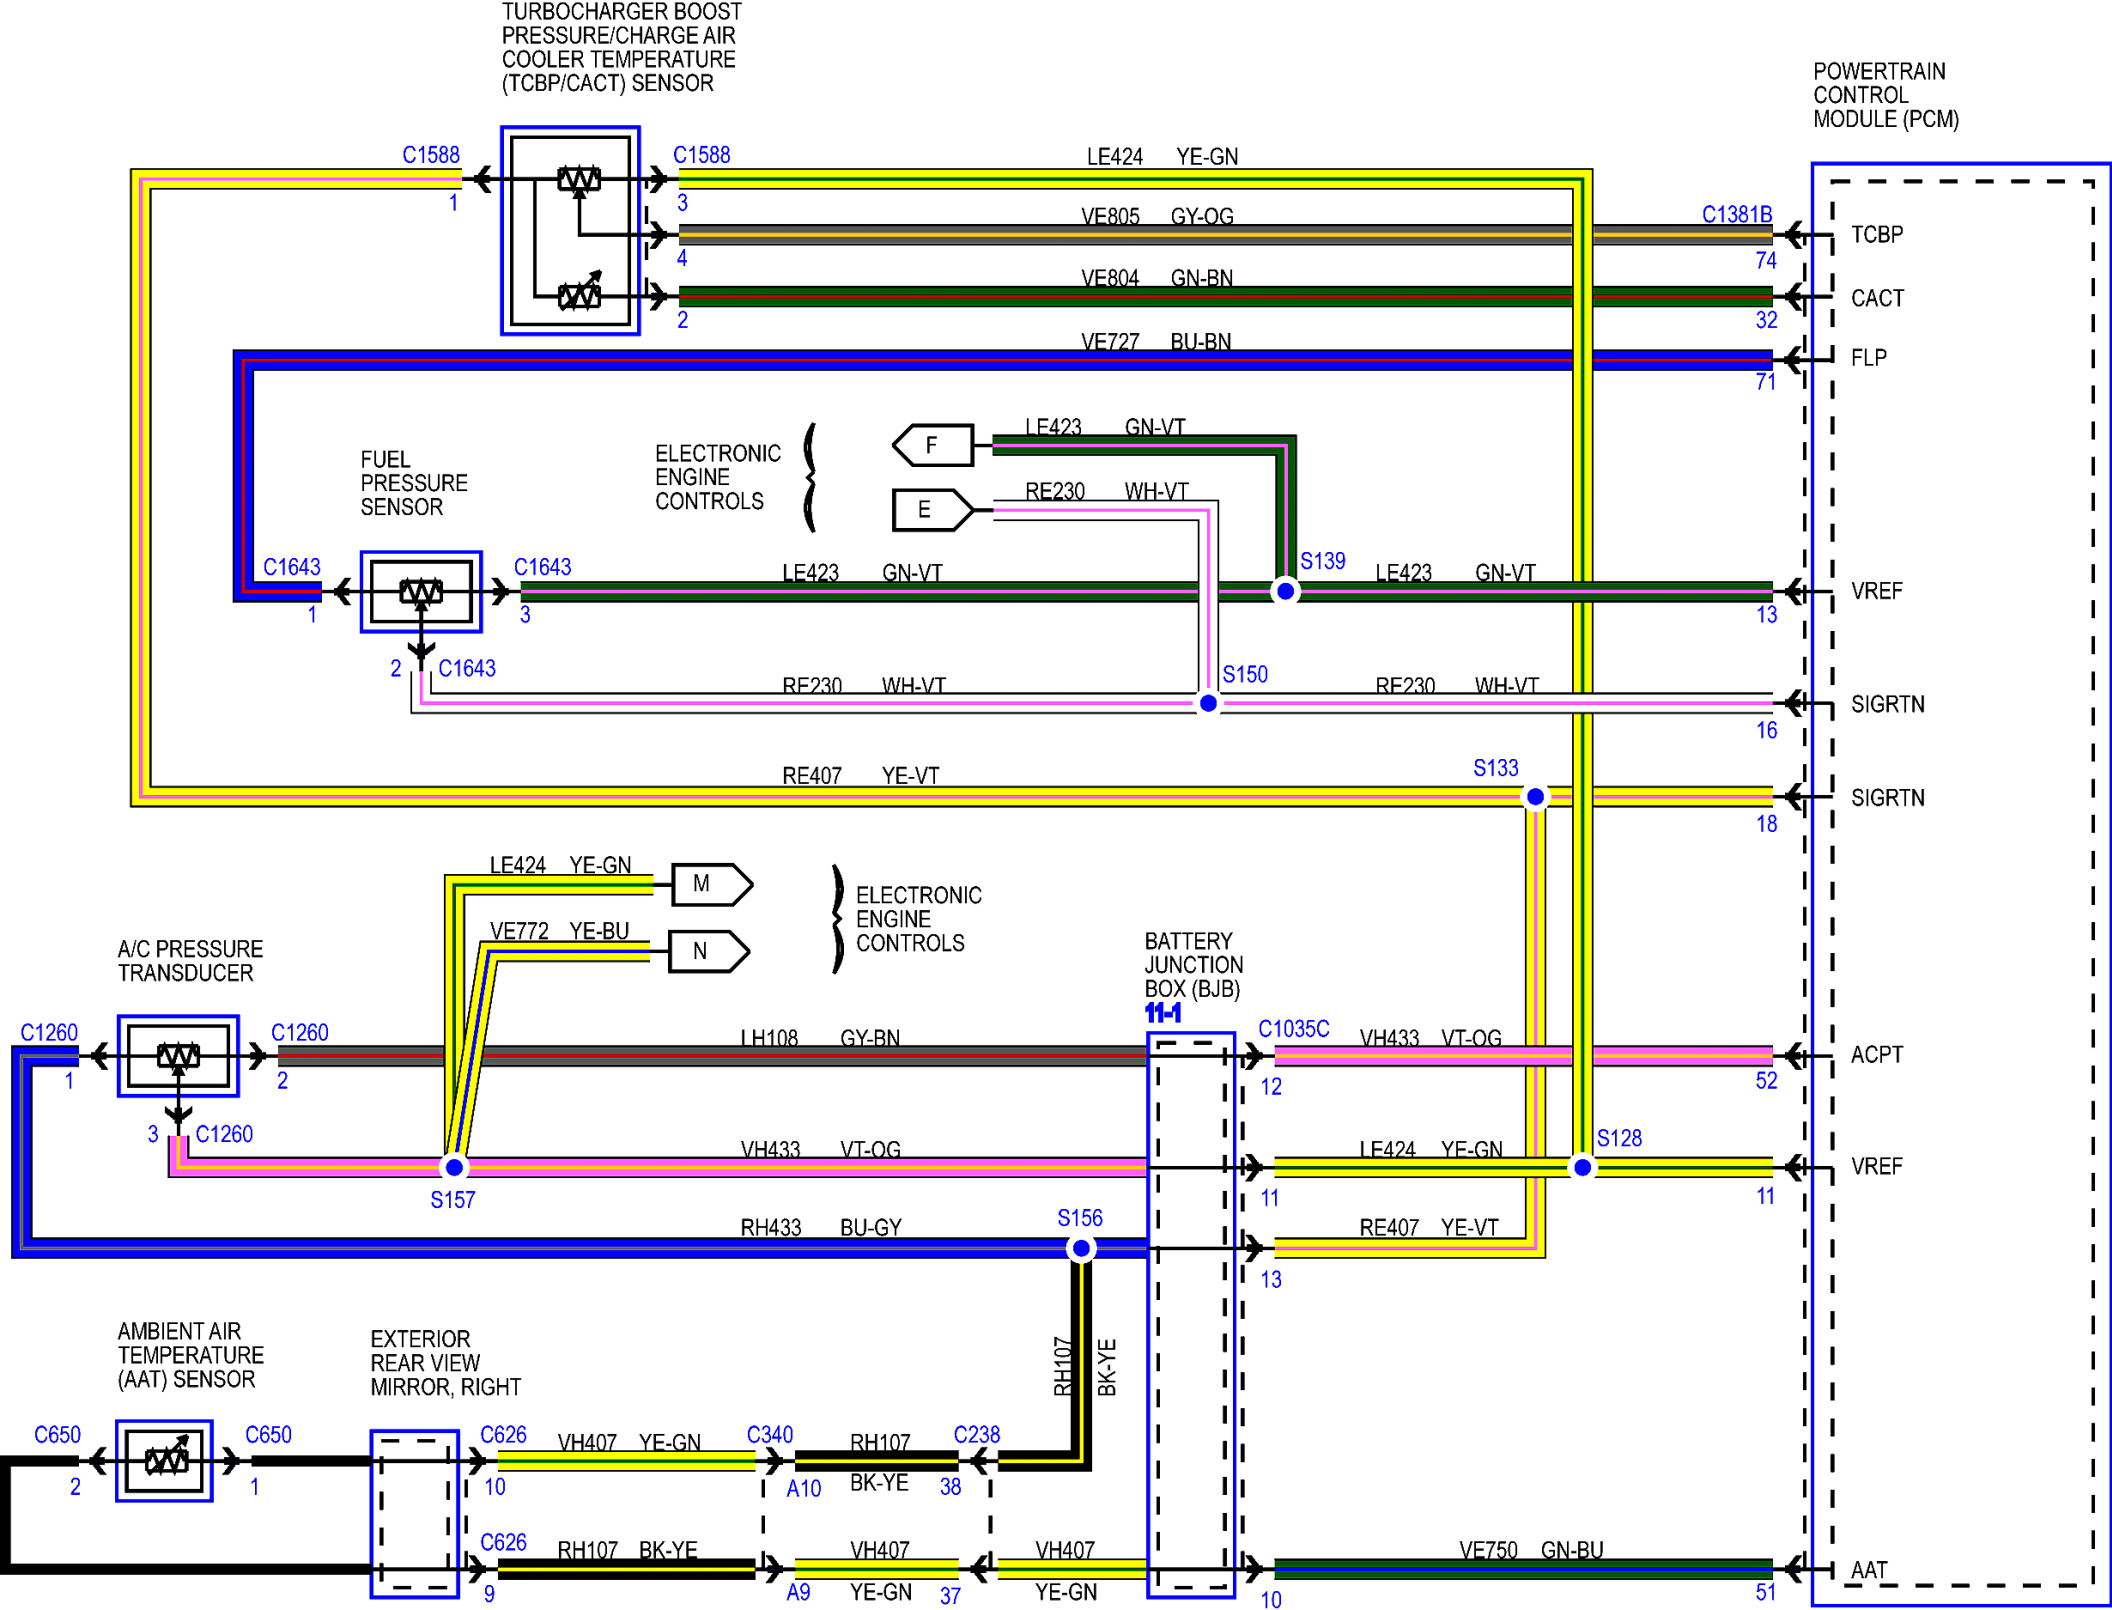 TURBOCHARGER BOOST
PRESSURE/CHARGE AIR
COOLER TEMPERATURE
(TCBP/CACT) SENSOR
POWERTRAIN
CONTROL
MODULE (PCM)
C1588
C1588
LE424 YE-GN
1
3
VE805 GY-OG
C1381B
TCBP
4
74
VE804 GN-BN
CACT
2
32
VE727 BU-BN
FLP
71
LE423 GN-VT
F
ELECTRONIC
ENGINE
CONTROLS
FUEL
PRESSURE
SENSOR
RE230 WH-VT
E
C1643
C1643
LE423 GN-VT
S139
LE423 GN-VT
VREF
1
3
13
2 C1643
RE230 WH-VT
S150
RE230 WH-VT
SIGRTN
16
RE407 YE-VT
S133
SIGRTN
18
LE424 YE-GN
M
ELECTRONIC
ENGINE
CONTROLS
VE772 YE-BU
N
A/C PRESSURE
TRANSDUCER
BATTERY
JUNCTION
BOX (BJB)
11-1
C1260
C1260
LH108 GY-BN
C1035C
VH433 VT-OG
ACPT
1
2
12
52
3 C1260
VH433 VT-OG
LE424 YE-GN
S128
VREF
S157
11
11
RH433 BU-GY
S156
RE407 YE-VT
13
AMBIENT AIR
TEMPERATURE
(AAT) SENSOR
EXTERIOR
REAR VIEW
MIRROR, RIGHT
RH107
BK-YE
C650
C650
C626
VH407 YE-GN
C340
RH107
C238
2
1
10
A10
BK-YE
38
C626
RH107 BK-YE
VH407
VH407
VE750 GN-BU
AAT
9
A9
YE-GN
37
YE-GN
10
51